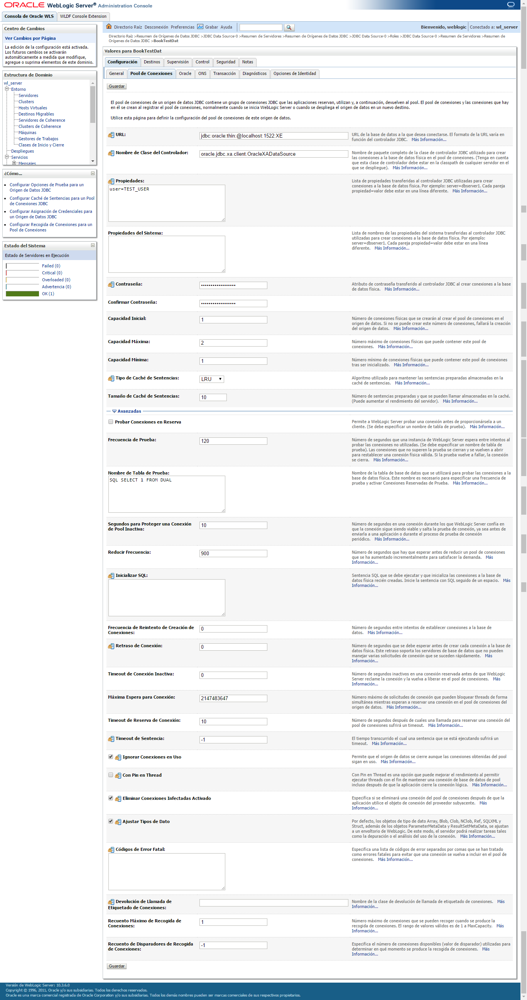 ORACLE WebLogic Server® Administration Console
Consola de Oracle WLS
WLDF Console Extension
Centro de Cambios
Ver Cambios por Página
La edición de la configuración está activada.
Los futuros cambios se activarán
automáticamente a medida que modifique,
agregue o suprima elementos de este dominio.
Estructura de Dominio
wl_server
Entorno
Servidores
Clusters
Hosts Virtuales
Destinos Migrables
Servidores de Coherence
Clusters de Coherence
Máquinas
Gestores de Trabajos
Clases de Inicio y Cierre
Despliegues
Servicios
Mensajes
¿Cómo...
Configurar Opciones de Prueba para un
Origen de Datos JDBC
Configurar Caché de Sentencias para un Pool
de Conexiones JDBC
Configurar Asignación de Credenciales para
un Origen de Datos JDBC
Configurar Recogida de Conexiones para un
Pool de Conexiones
Estado del Sistema
Estado de Servidores en Ejecución
Failed (0)
Critical (0)
Overloaded (0)
Advertencia (0)
OK (1)
Directorio Raíz Desconexión Preferencias Grabar Ayuda
Bienvenido, weblogic
Conectado a: wl_server
Directorio Raíz >Resumen de Orígenes de Datos JDBC >JDBC Data Source-0 >Resumen de Servidores >Resumen de Orígenes de Datos JDBC >JDBC Data Source-0 >Roles >JDBC Data Source-0 >Resumen de Servidores >Resumen de
Orígenes de Datos JDBC >BookTestDat
Valores para BookTestDat
Configuración Destinos Supervisión Control Seguridad Notas
General Pool de Conexiones Oracle ONS Transacción Diagnósticos Opciones de Identidad
Guardar
El pool de conexiones de un origen de datos JDBC contiene un grupo de conexiones JDBC que las aplicaciones reservan, utilizan y, a continuación, devuelven al pool. El pool de conexiones y las conexiones que hay
en él se crean al registrar el pool de conexiones, normalmente cuando se inicia WebLogic Server o cuando se despliega el origen de datos en un nuevo destino.
Utilice esta página para definir la configuración del pool de conexiones de este origen de datos.
URL:
jdbc:oracle:thin:@localhost:1522:XE
URL de la base de datos a la que desea conectarse. El formato de la URL varía en
función del controlador JDBC. Más Información...
Nombre de Clase del Controlador:
oracle.jdbc.xa.client.OracleXADataSource
Nombre de paquete completo de la clase de controlador JDBC utilizado para crear
las conexiones a la base de datos física en el pool de conexiones. (Tenga en cuenta
que esta clase de controlador debe estar en la classpath de cualquier servidor en el
que se despliegue). Más Información...
Propiedades:
user=TEST_USER
Lista de propiedades transferidas al controlador JDBC utilizadas para crear
conexiones a la base de datos física. Por ejemplo: server=dbserver1. Cada pareja
propiedad=valor debe estar en una línea diferente. Más Información...
Propiedades del Sistema:
Lista de nombres de las propiedades del sistema transferidas al controlador JDBC
utilizadas para crear conexiones a la base de datos física. Por ejemplo:
server=dbserver1. Cada pareja propiedad=valor debe estar en una línea
diferente. Más Información...
Contraseña:
••••••••••••••••••
Atributo de contraseña transferido al controlador JDBC al crear conexiones a la base
de datos física. Más Información...
Confirmar Contraseña:
••••••••••••••••••
Capacidad Inicial:
1
Número de conexiones físicas que se crearán al crear el pool de conexiones en el
origen de datos. Si no se puede crear este número de conexiones, fallará la creación
del origen de datos. Más Información...
Capacidad Máxima:
2
Número máximo de conexiones físicas que puede contener este pool de
conexiones. Más Información...
Capacidad Mínima:
1
Número mínimo de conexiones físicas que puede contener este pool de conexiones
tras ser inicializado. Más Información...
Tipo de Caché de Sentencias:
LRU
Algoritmo utilizado para mantener las sentencias preparadas almacenadas en la
caché de sentencias. Más Información...
Tamaño de Caché de Sentencias:
10
Número de sentencias preparadas y que se pueden llamar almacenadas en la caché.
(Puede aumentar el rendimiento del servidor). Más Información...
Avanzadas
Probar Conexiones en Reserva
Permite a WebLogic Server probar una conexión antes de proporcionársela a un
cliente. (Se debe especificar un nombre de tabla de prueba). Más Información...
Frecuencia de Prueba:
120
Número de segundos que una instancia de WebLogic Server espera entre intentos al
probar las conexiones no utilizadas. (Se debe especificar un nombre de tabla de
prueba). Las conexiones que no superen la prueba se cierran y se vuelven a abrir
para restablecer una conexión física válida. Si la prueba vuelve a fallar, la conexión
se cierra. Más Información...
Nombre de Tabla de Prueba:
SQL SELECT 1 FROM DUAL
Nombre de la tabla de base de datos que se utilizará para probar las conexiones a la
base de datos física. Este nombre es necesario para especificar una frecuencia de
prueba y activar Conexiones Reservadas de Prueba. Más Información...
Segundos para Proteger una Conexión
de Pool Inactiva:
10
Número de segundos en una conexión durante los que WebLogic Server confía en
que la conexión sigue siendo viable y salta la prueba de conexión, ya sea antes de
enviarla a una aplicación o durante el proceso de prueba de conexión
periódico. Más Información...
Reducir Frecuencia:
900
Número de segundos que hay que esperar antes de reducir un pool de conexiones
que se ha aumentado incrementalmente para satisfacer la demanda. Más
Información...
Inicializar SQL:
Sentencia SQL que se debe ejecutar y que inicializa las conexiones a la base de
datos física recién creadas. Inicie la sentencia con SQL seguido de un espacio. Más
Información...
Frecuencia de Reintento de Creación de
Conexiones:
0
Número de segundos entre intentos de establecer conexiones a la base de
datos. Más Información...
Retraso de Conexión:
0
Número de segundos que se debe esperar antes de crear cada conexión a la base de
datos física. Este retraso soporta los servidores de base de datos que no pueden
manejar varias solicitudes de conexión que se suceden rápidamente. Más
Información...
Timeout de Conexión Inactiva:
0
Número de segundos inactivos en una conexión reservada antes de que WebLogic
Server reclame la conexión y la vuelva a liberar en el pool de conexiones. Más
Información...
Máxima Espera para Conexión:
2147483647
Número máximo de solicitudes de conexión que pueden bloquear threads de forma
simultánea mientras esperan a reservar una conexión en el pool de conexiones del
origen de datos. Más Información...
Timeout de Reserva de Conexión:
10
Número de segundos después de cuales una llamada para reservar una conexión del
pool de conexiones sufrirá un timeout. Más Información...
Timeout de Sentencia:
-1
El tiempo transcurrido el cual una sentencia que se está ejecutando sufrirá un
timeout. Más Información...
Ignorar Conexiones en Uso
Permite que el origen de datos se cierre aunque las conexiones obtenidas del pool
sigan en uso. Más Información...
Con Pin en Thread
Con Pin en Thread es una opción que puede mejorar el rendimiento al permitir
ejecutar threads con el fin de mantener una conexión de base de datos de pool
incluso después de que la aplicación cierre la conexión lógica. Más Información...
Eliminar Conexiones Infectadas Activado
Especifica si se eliminará una conexión del pool de conexiones después de que la
aplicación utilice el objeto de conexión del proveedor subyacente. Más
Información...
Ajustar Tipos de Dato
Por defecto, los objetos de tipo de dato Array, Blob, Clob, NClob, Ref, SQLXML y
Struct, además de los objetos ParameterMetaData y ResultSetMetaData, se ajustan
a un envoltorio de WebLogic. De este modo, el servidor podrá realizar tareas tales
como la depuración o el análisis del uso de la conexión. Más Información...
Códigos de Error Fatal:
Especifica una lista de códigos de error separados por comas que se han tratado
como errores fatales para evitar que una conexión se vuelva a incluir en el pool de
conexiones. Más Información...
Devolución de Llamada de
Etiquetado de Conexiones:
Nombre de la clase de devolución de llamada de etiquetado de conexiones. Más
Información...
Recuento Máximo de Recogida de
Conexiones:
1
Número máximo de conexiones que se pueden recoger cuando se produce la
recogida de conexiones. El rango de valores válidos es de 1 a MaxCapacity. Más
Información...
Recuento de Disparadores de Recogida
de Conexiones:
-1
Especifica el número de conexiones disponibles (valor de disparador) utilizadas para
determinar en qué momento se produce la recogida de conexiones. Más
Información...
Guardar
Versión de WebLogic Server: 10.3.6.0
Copyright © 1996, 2011, Oracle y/o sus subsidiarias. Todos los derechos reservados.
Oracle es una marca comercial registrada de Oracle Corporation y/o sus subsidiarias. Todos los demás nombres pueden ser marcas comerciales de sus respectivos propietarios.